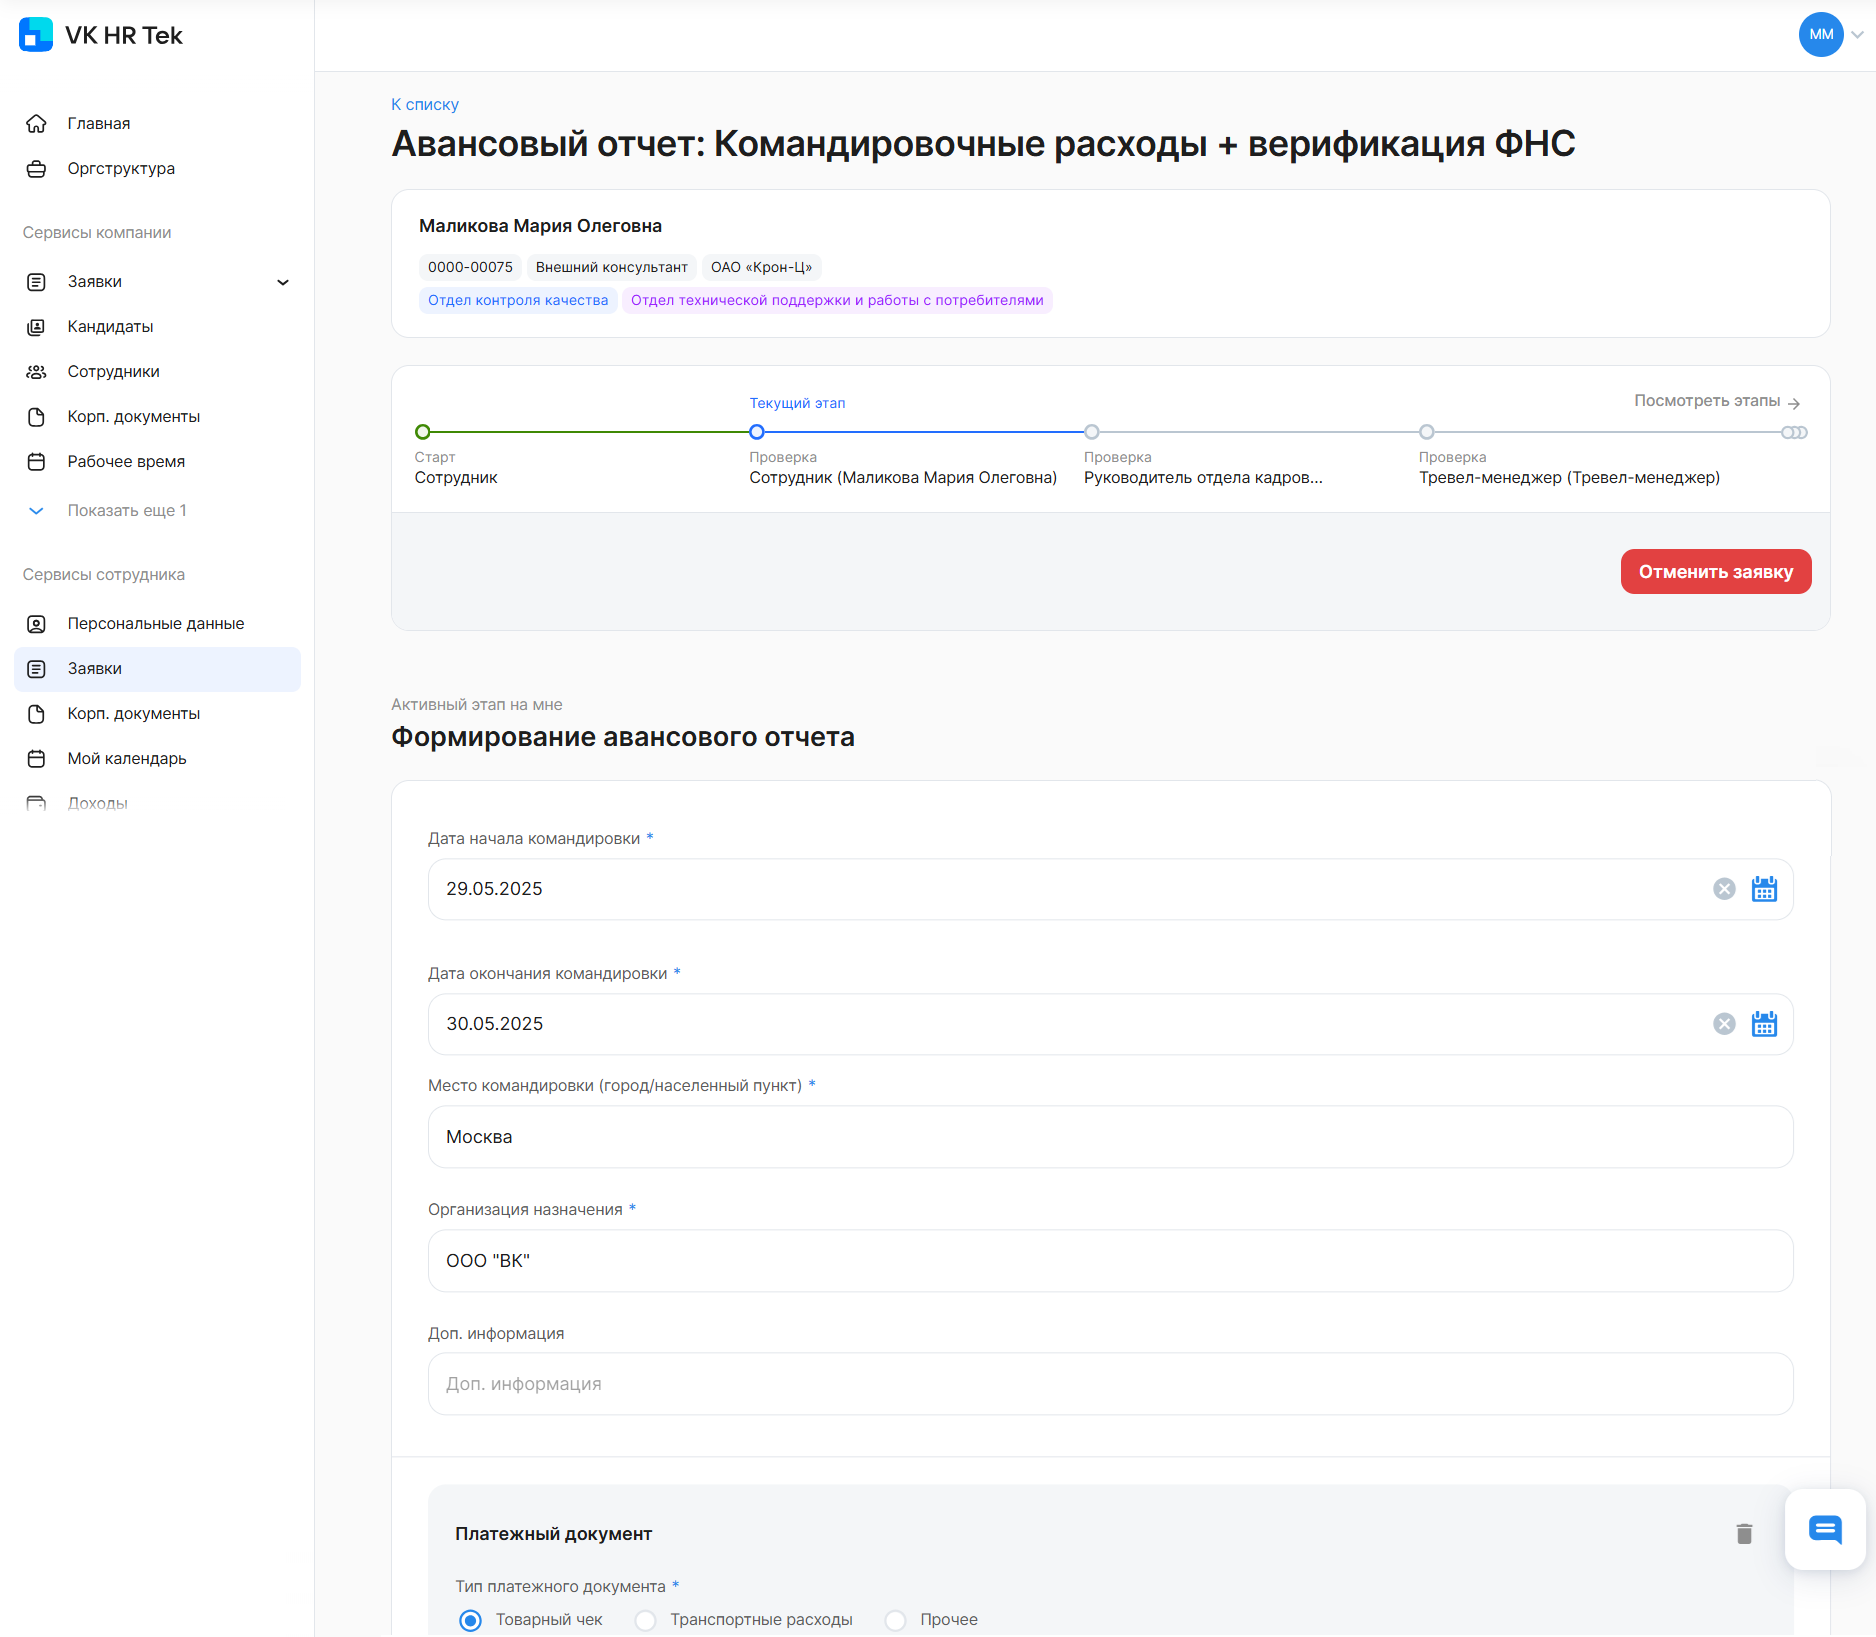 VK HR Tek
MM
Главная
Оргструктура
Сервисы компании
Заявки
Кандидаты
Сотрудники
Корп. документы
Рабочее время
Показать еще 1
Сервисы сотрудника
Персональные данные
Заявки
Корп. документы
Мой календарь
Доходы
К списку
Авансовый отчет: Командировочные расходы + верификация ФНС
Маликова Мария Олеговна
0000-00075 Внешний консультант ОАО «Крон-Ц»
Отдел контроля качества Отдел технической поддержки и работы с потребителями
Текущий этап
Посмотреть этапы
Старт
Сотрудник
Проверка
Сотрудник (Маликова Мария Олеговна)
Проверка
Руководитель отдела кадров...
Проверка
Тревел-менеджер (Тревел-менеджер)
Отменить заявку
Активный этап на мне
Формирование авансового отчета
Дата начала командировки *
29.05.2025
Дата окончания командировки *
30.05.2025
Место командировки (город/населенный пункт) *
Москва
Организация назначения *
ООО "ВК"
Доп. информация
Доп. информация
Платежный документ
Тип платежного документа *
Товарный чек Транспортные расходы Прочее